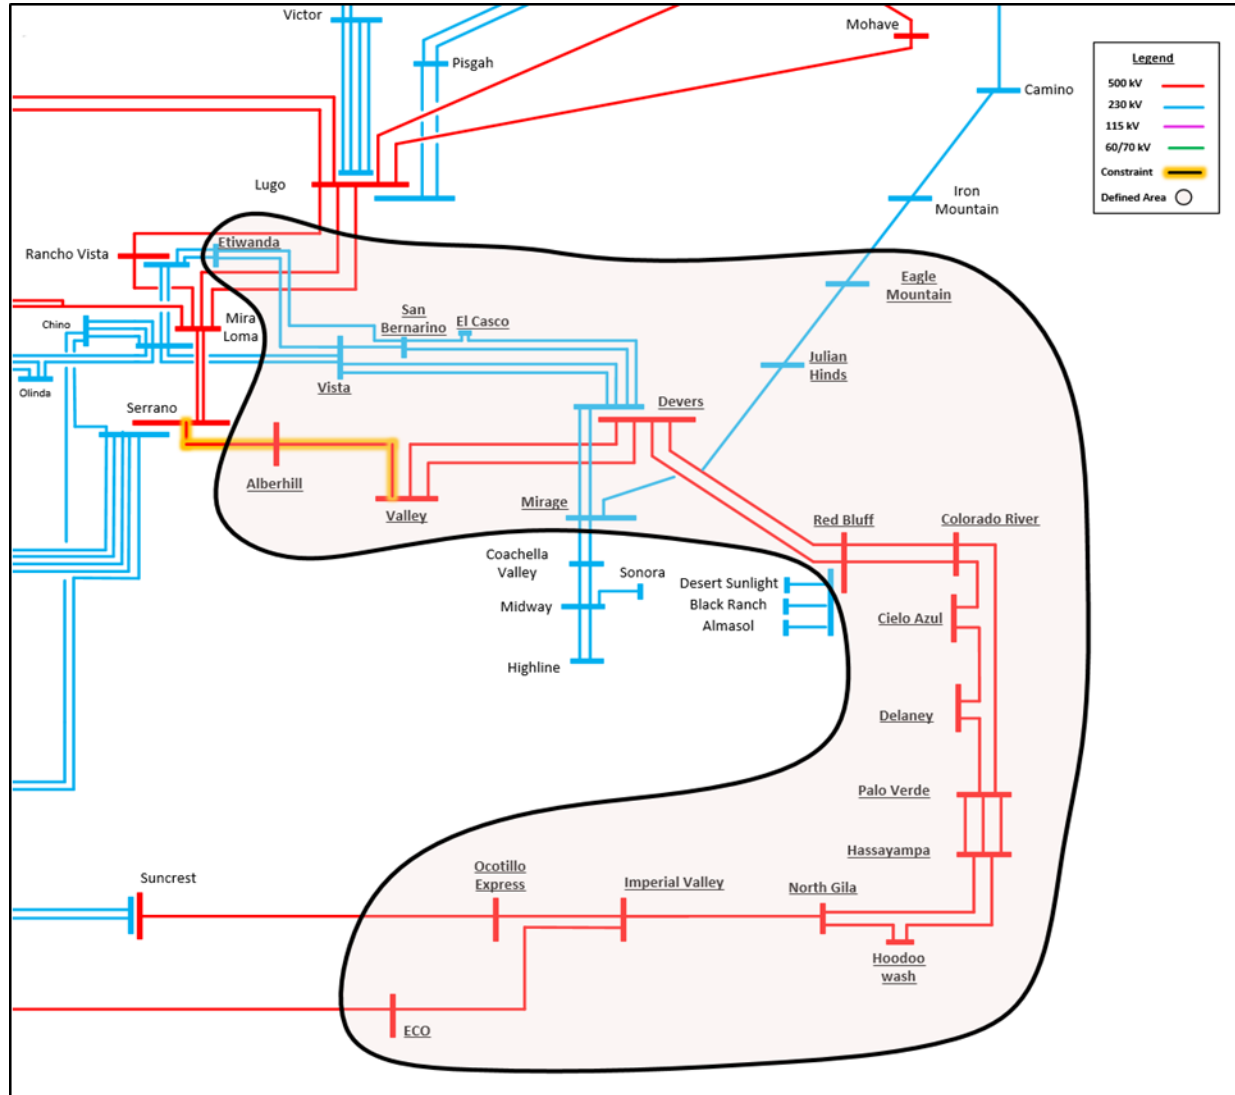 Victor
Mohave
Pisgah
Legend
500 kV
230 kV
115 kV
60/70 kV
Constraint
Defined Area
Camino
Lugo
Iron
Mountain
Rancho Vista
Etiwanda
Eagle
Mountain
San
Bernarino
El Casco
Mira
Loma
Chino
Julian
Hinds
Vista
Olinda
Serrano
Devers
Alberhill
Valley
Mirage
Red Bluff
Colorado River
Coachella
Valley
Sonora
Desert Sunlight
Black Ranch
Almasol
Midway
Cielo Azul
Highline
Delaney
Palo Verde
Hassayampa
Suncrest
Ocotillo
Express
Imperial Valley
North Gila
Hoodoo
wash
ECO